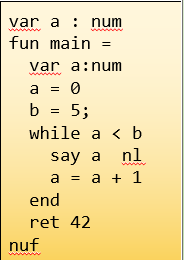 var a : num
fun main =
  var a:num
  a = 0
  b = 5;
  while a < b
    say a  nl
    a = a + 1
  end
  ret 42
nuf